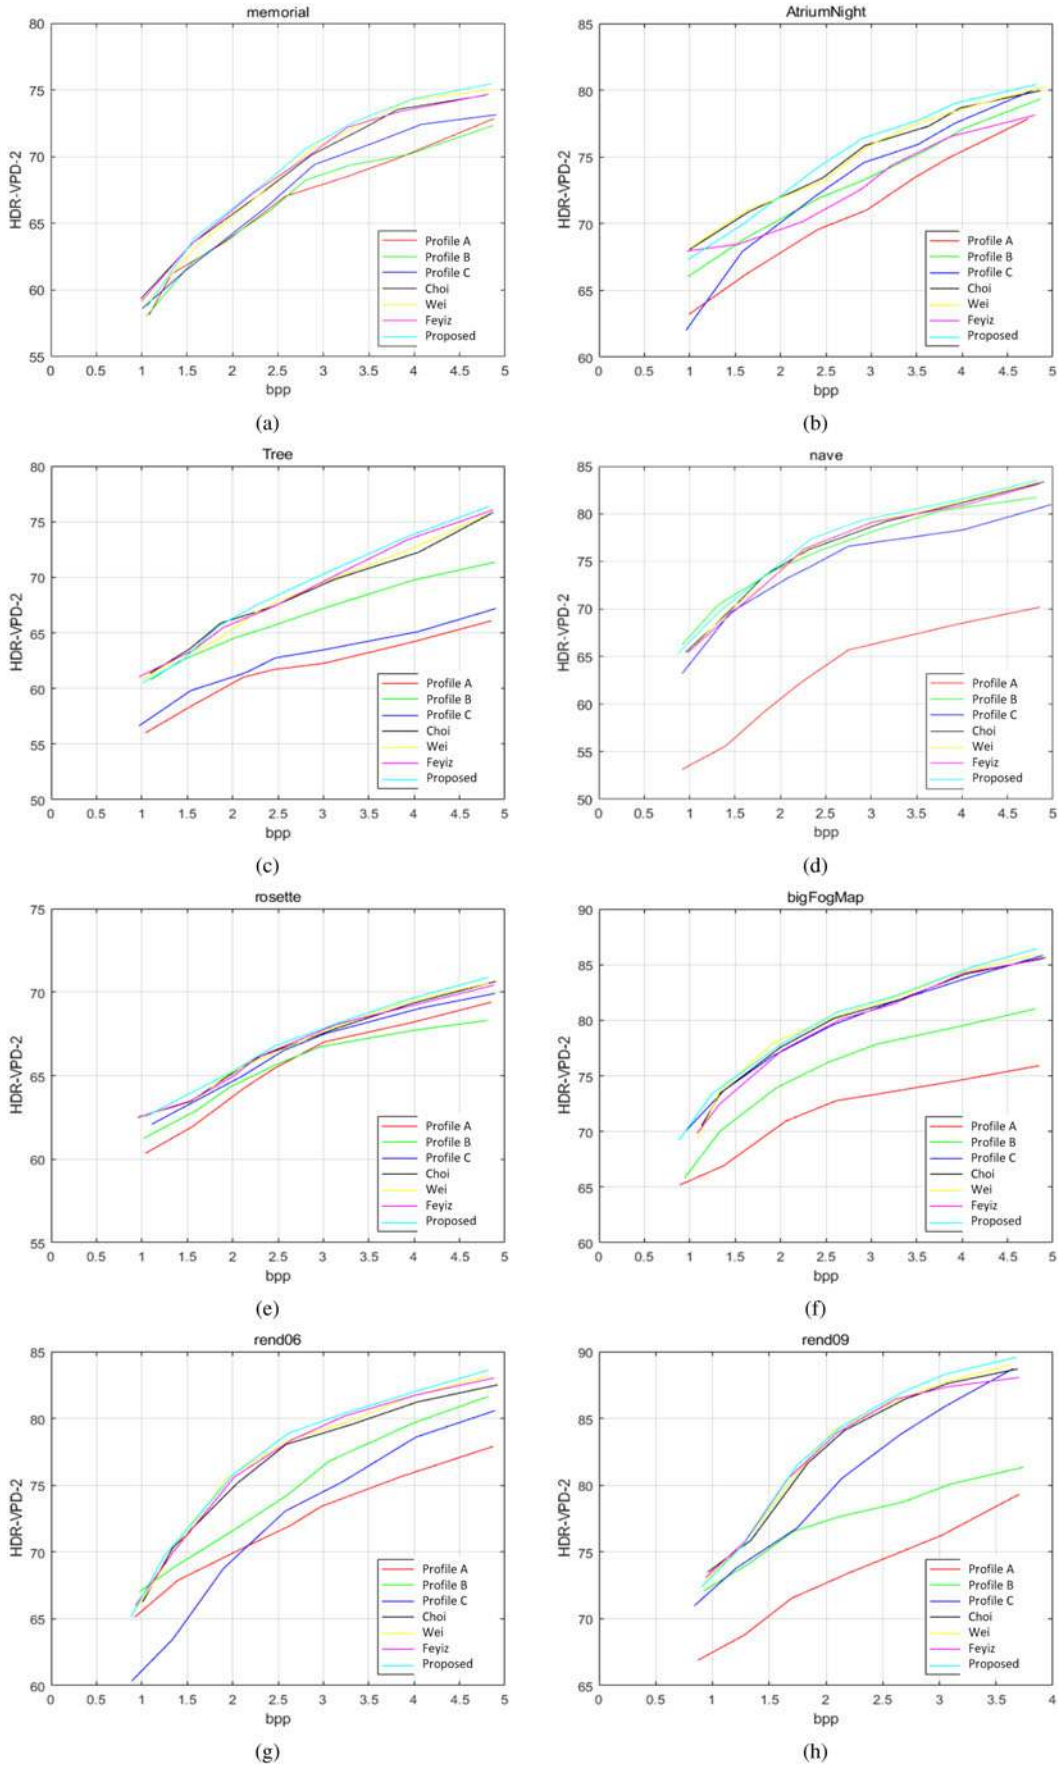 memorial
80
75
70
65
60
55
HDR-VPD-2
Profile A
Profile B
Profile C
Choi
Wei
Feyiz
Proposed
0 0.5 1 1.5 2 2.5 3 3.5 4 4.5 5
bpp
(a)
AtriumNight
85
80
75
70
65
60
HDR-VPD-2
Profile A
Profile B
Profile C
Choi
Wei
Feyiz
Proposed
0 0.5 1 1.5 2 2.5 3 3.5 4 4.5 5
bpp
(b)
Tree
80
75
70
65
60
55
50
HDR-VPD-2
Profile A
Profile B
Profile C
Choi
Wei
Feyiz
Proposed
0 0.5 1 1.5 2 2.5 3 3.5 4 4.5 5
bpp
(c)
nave
85
80
75
70
65
60
55
50
HDR-VPD-2
Profile A
Profile B
Profile C
Choi
Wei
Feyiz
Proposed
0 0.5 1 1.5 2 2.5 3 3.5 4 4.5 5
bpp
(d)
rosette
75
70
65
60
55
HDR-VPD-2
Profile A
Profile B
Profile C
Choi
Wei
Feyiz
Proposed
0 0.5 1 1.5 2 2.5 3 3.5 4 4.5 5
bpp
(e)
bigFogMap
90
85
80
75
70
65
60
HDR-VPD-2
Profile A
Profile B
Profile C
Choi
Wei
Feyiz
Proposed
0 0.5 1 1.5 2 2.5 3 3.5 4 4.5 5
bpp
(f)
rend06
85
80
75
70
65
60
HDR-VPD-2
Profile A
Profile B
Profile C
Choi
Wei
Feyiz
Proposed
0 0.5 1 1.5 2 2.5 3 3.5 4 4.5 5
bpp
(g)
rend09
90
85
80
75
70
65
HDR-VPD-2
Profile A
Profile B
Profile C
Choi
Wei
Feyiz
Proposed
0 0.5 1 1.5 2 2.5 3 3.5 4
bpp
(h)